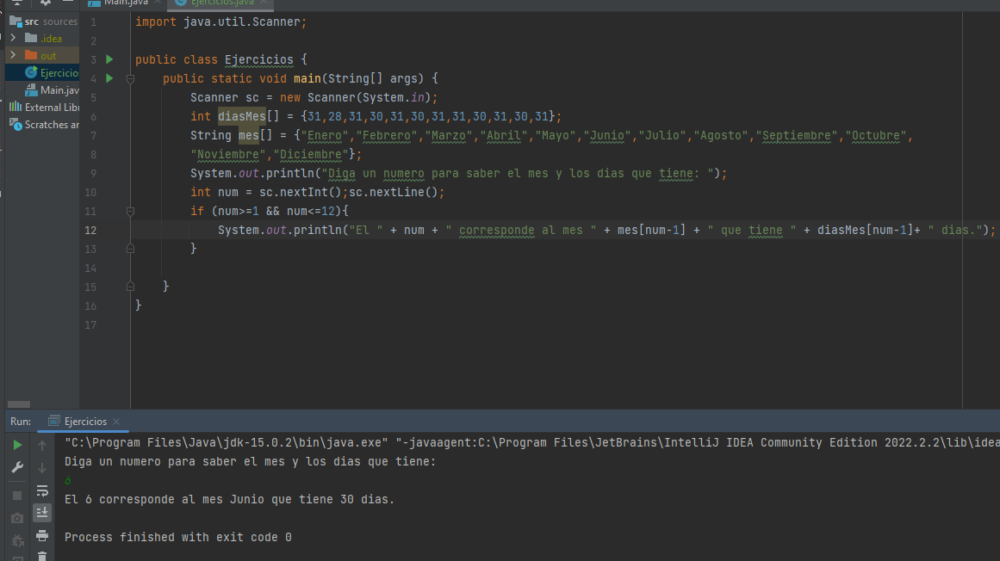 Main.java
Ejercicios.java
src sources
.idea
out
Ejercicio
Main.jav
External Libr
Scratches ar
1 import java.util.Scanner;
2
3 public class Ejercicios {
4 public static void main(String[] args) {
5 Scanner sc = new Scanner(System.in);
6 int diasMes[] = {31,28,31,30,31,30,31,31,30,31,30,31};
7 String mes[] = {"Enero","Febrero","Marzo","Abril","Mayo","Junio","Julio","Agosto","Septiembre","Octubre",
8 "Noviembre","Diciembre"};
9 System.out.println("Diga un numero para saber el mes y los dias que tiene: ");
10 int num = sc.nextInt();sc.nextLine();
11 if (num>=1 && num<=12){
12 System.out.println("El " + num + " corresponde al mes " + mes[num-1] + " que tiene " + diasMes[num-1]+ " dias.");
13 }
14
15 }
16 }
17
Run: Ejercicios
"C:\Program Files\Java\jdk-15.0.2\bin\java.exe" "-javaagent:C:\Program Files\JetBrains\IntelliJ IDEA Community Edition 2022.2.2\lib\idea
Diga un numero para saber el mes y los dias que tiene:
6
El 6 corresponde al mes Junio que tiene 30 dias.
Process finished with exit code 0